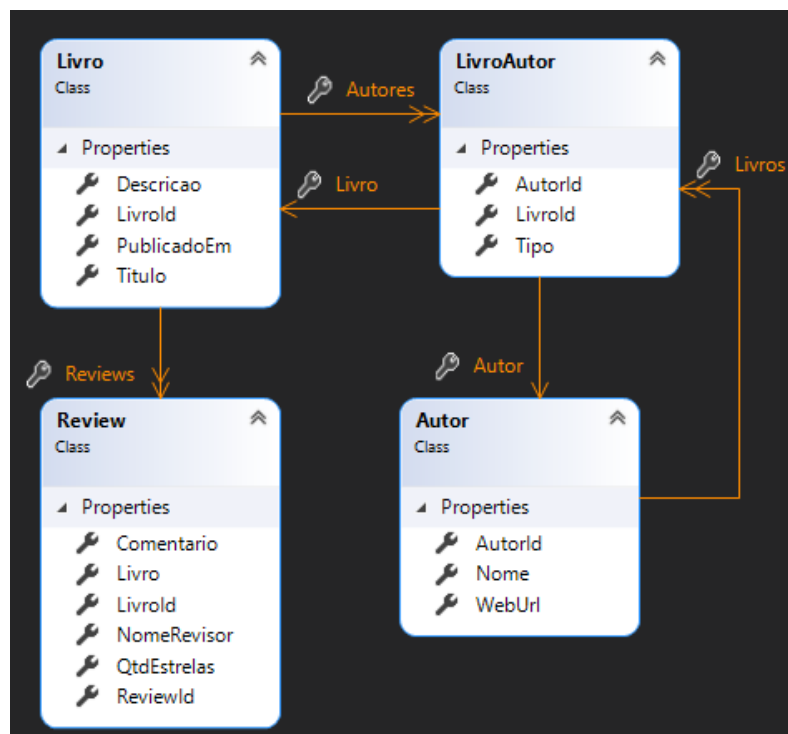 Livro
Class
Properties
Descricao
LivroId
PublicadoEm
Titulo
Autores
Livro
LivroAutor
Class
Properties
AutorId
LivroId
Tipo
Livros
Reviews
Autor
Review
Class
Properties
Comentario
Livro
LivroId
NomeRevisor
QtdEstrelas
ReviewId
Autor
Class
Properties
AutorId
Nome
WebUrl